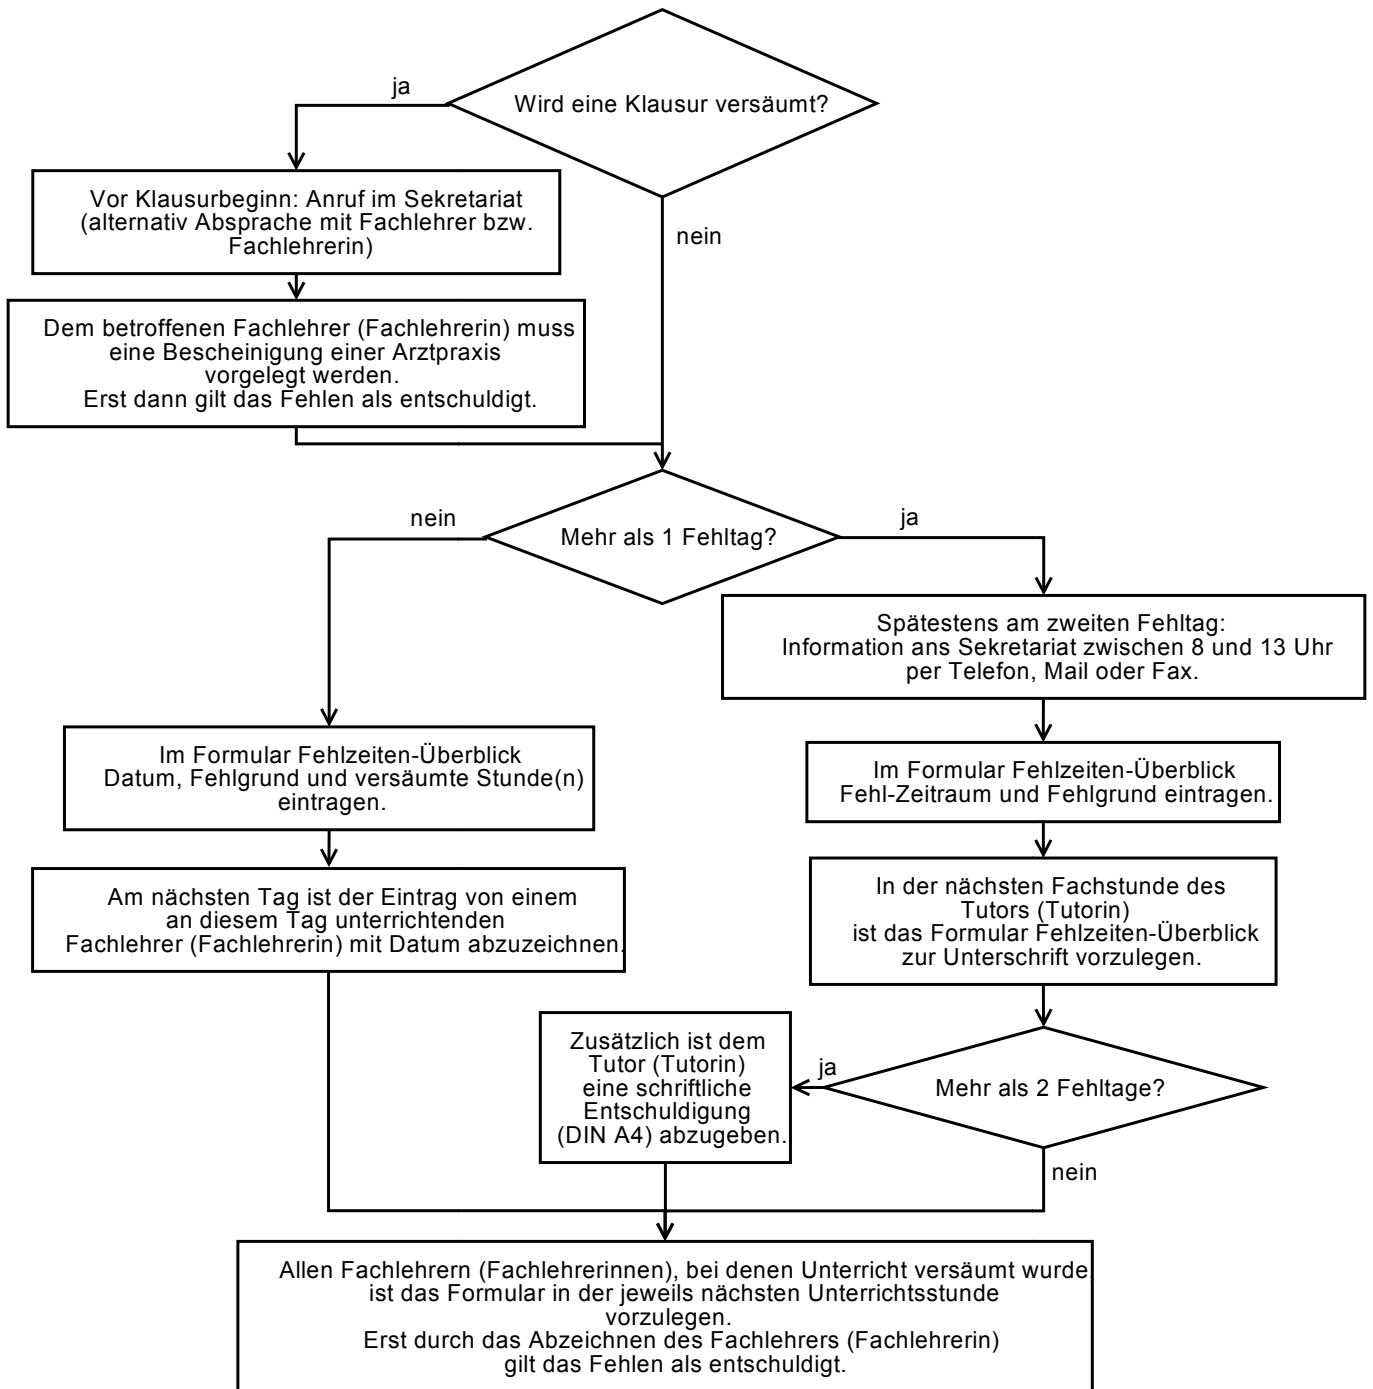 Wird eine Klausur versäumt?
ja
nein
Vor Klausurbeginn: Anruf im Sekretariat
(alternativ Absprache mit Fachlehrer bzw.
Fachlehrerin)
Dem betroffenen Fachlehrer (Fachlehrerin) muss
eine Bescheinigung einer Arztpraxis
vorgelegt werden.
Erst dann gilt das Fehlen als entschuldigt.
Mehr als 1 Fehltag?
nein
ja
Spätestens am zweiten Fehltag:
Information ans Sekretariat zwischen 8 und 13 Uhr
per Telefon, Mail oder Fax.
Im Formular Fehlzeiten-Überblick
Datum, Fehlgrund und versäumte Stunde(n)
eintragen.
Im Formular Fehlzeiten-Überblick
Fehl-Zeitraum und Fehlgrund eintragen.
Am nächsten Tag ist der Eintrag von einem
an diesem Tag unterrichtenden
Fachlehrer (Fachlehrerin) mit Datum abzuzeichnen.
In der nächsten Fachstunde des
Tutors (Tutorin)
ist das Formular Fehlzeiten-Überblick
zur Unterschrift vorzulegen.
Mehr als 2 Fehltage?
ja
nein
Zusätzlich ist dem
Tutor (Tutorin)
eine schriftliche
Entschuldigung
(DIN A4) abzugeben.
Allen Fachlehrern (Fachlehrerinnen), bei denen Unterricht versäumt wurde,
ist das Formular in der jeweils nächsten Unterrichtsstunde
vorzulegen.
Erst durch das Abzeichnen des Fachlehrers (Fachlehrerin)
gilt das Fehlen als entschuldigt.